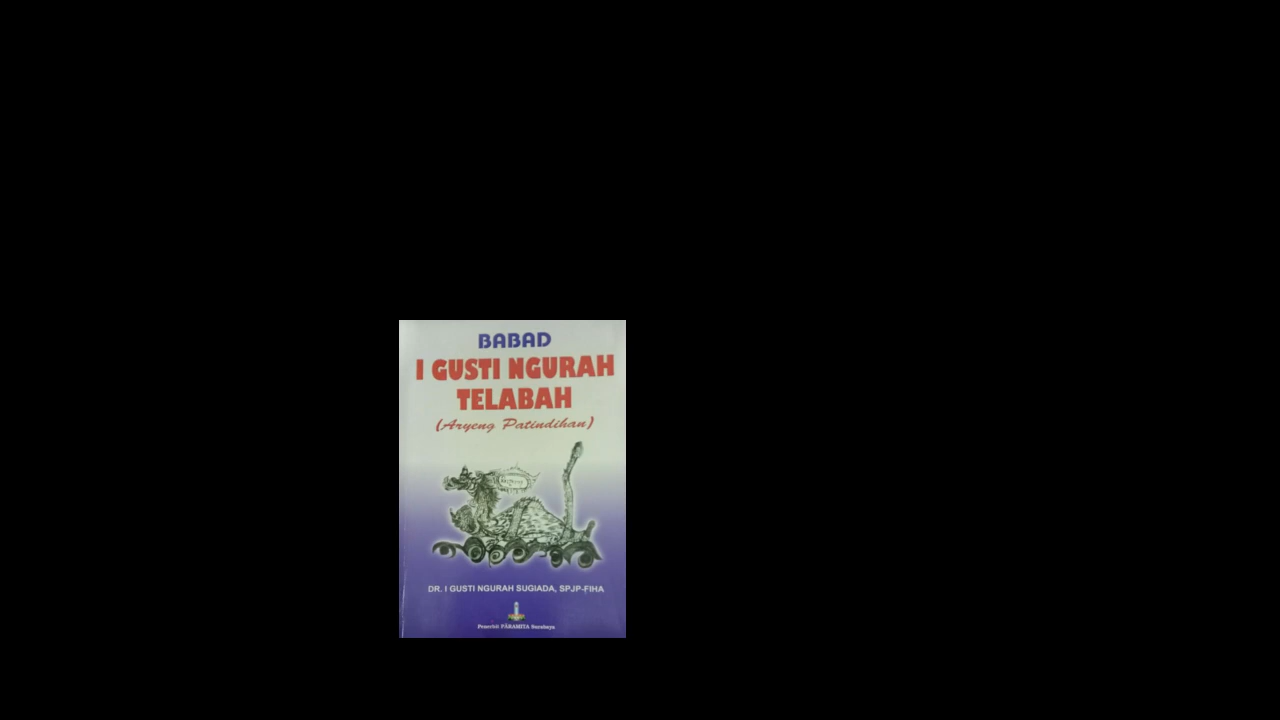 BABAD
I GUSTI NGURAH
TELABAH
(Aryeng Patindihan)
DR. I GUSTI NGURAH SUGIADA, SPJP-FIHA
Penerbit PĀRAMITA Surabaya